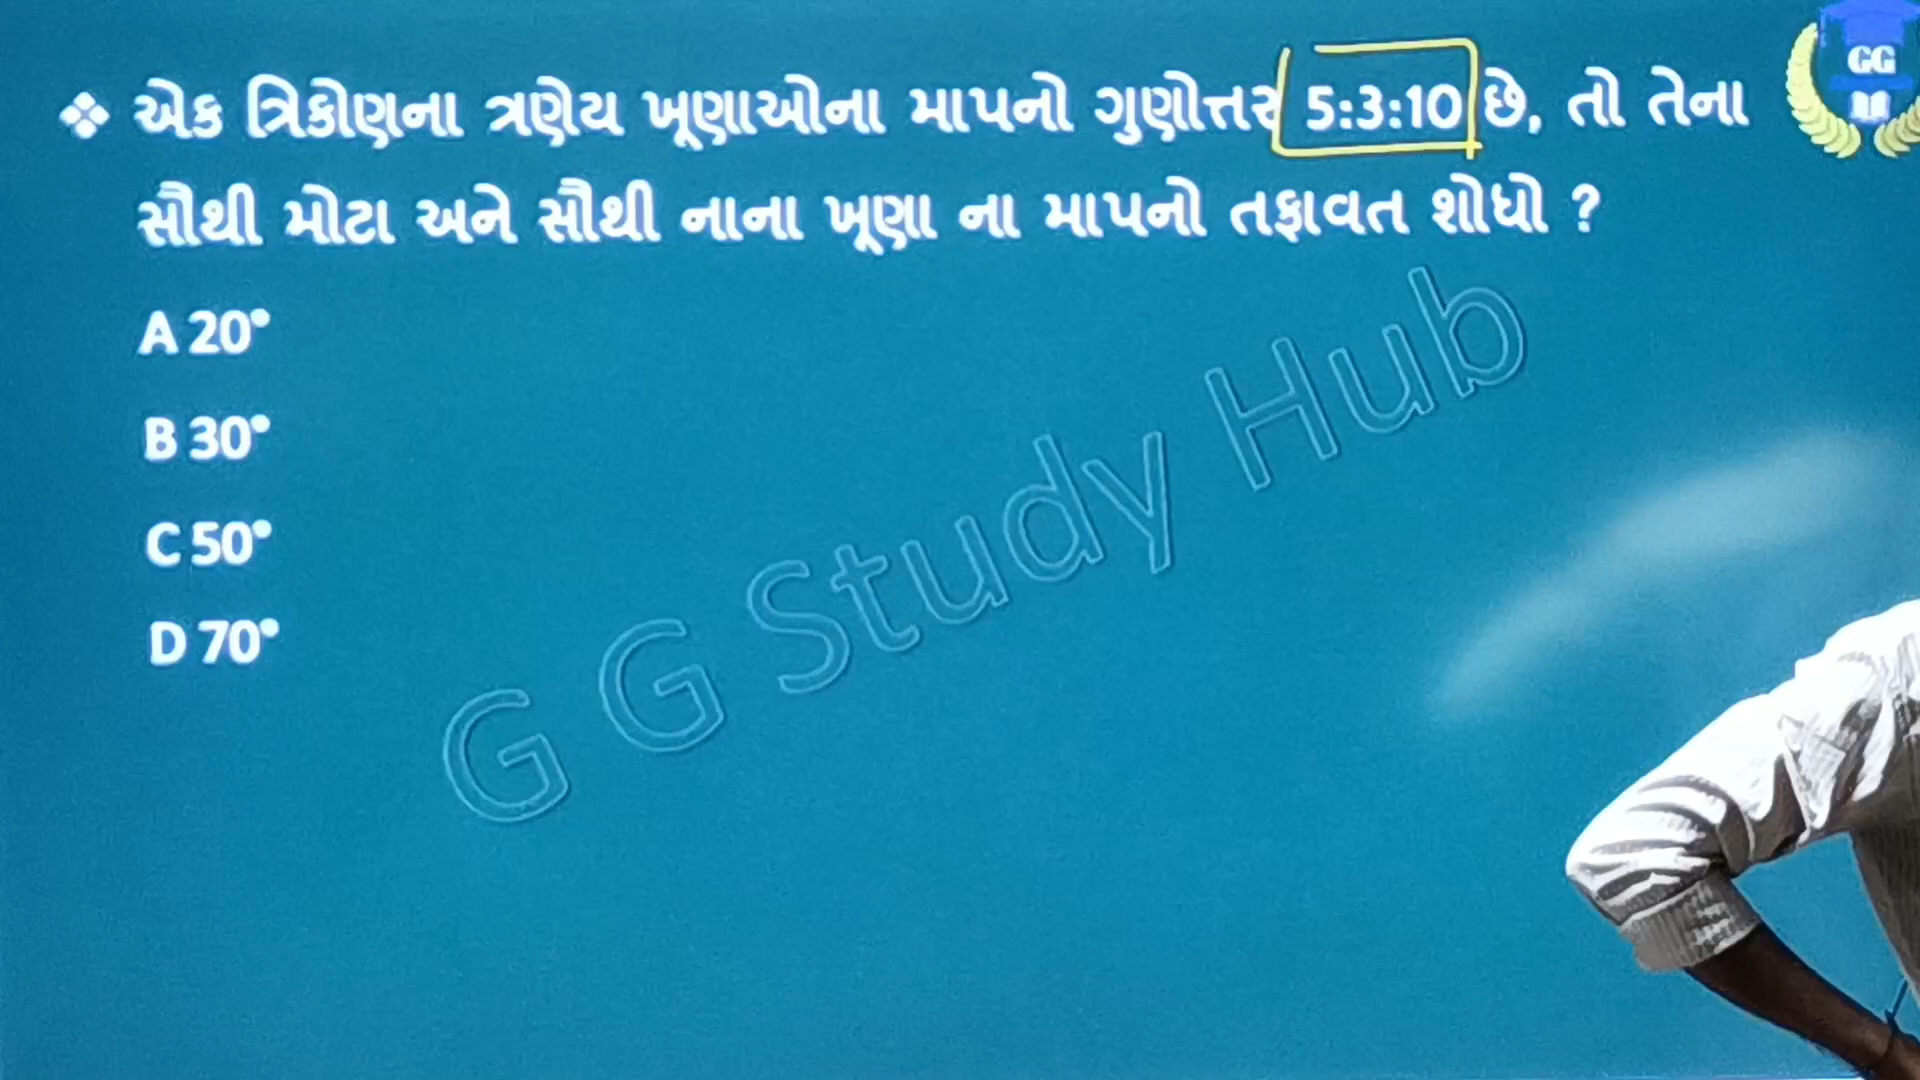 ❖ એક ત્રિકોણના ત્રણેય ખૂણાઓના માપનો ગુણોત્તર 5:3:10 છે, તો તેના
સૌથી મોટા અને સૌથી નાના ખૂણા ના માપનો તફાવત શોધો ?
A 20°
B 30°
C 50°
D 70°
G G Study Hub
GG